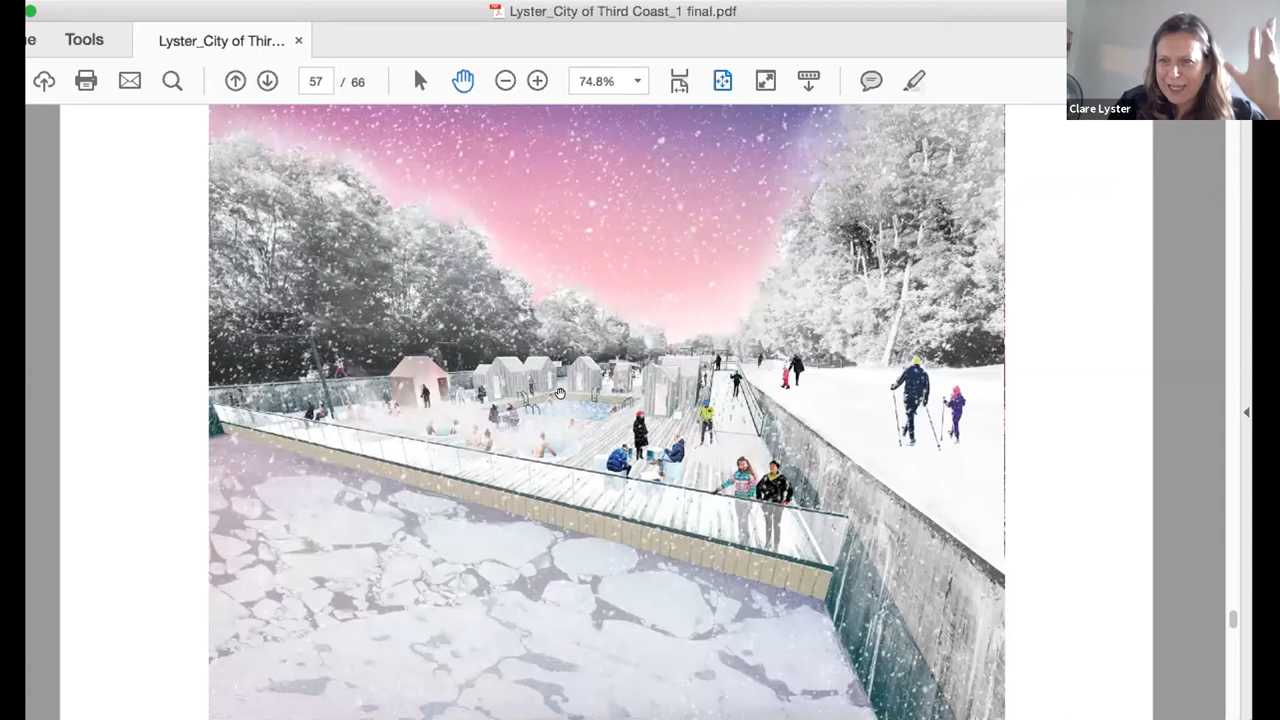 Lyster_City of Third Coast_1 final.pdf
e
Tools
Lyster_City of Thir... ×
57 / 66
74.8%
Clare Lyster